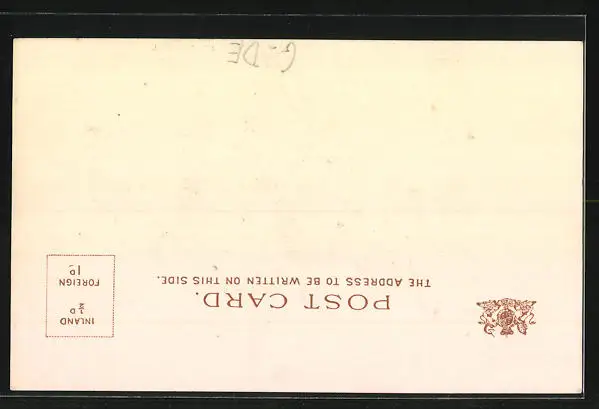 POST CARD.
THE ADDRESS TO BE WRITTEN ON THIS SIDE.
INLAND
½D
FOREIGN
1D.
G-DE